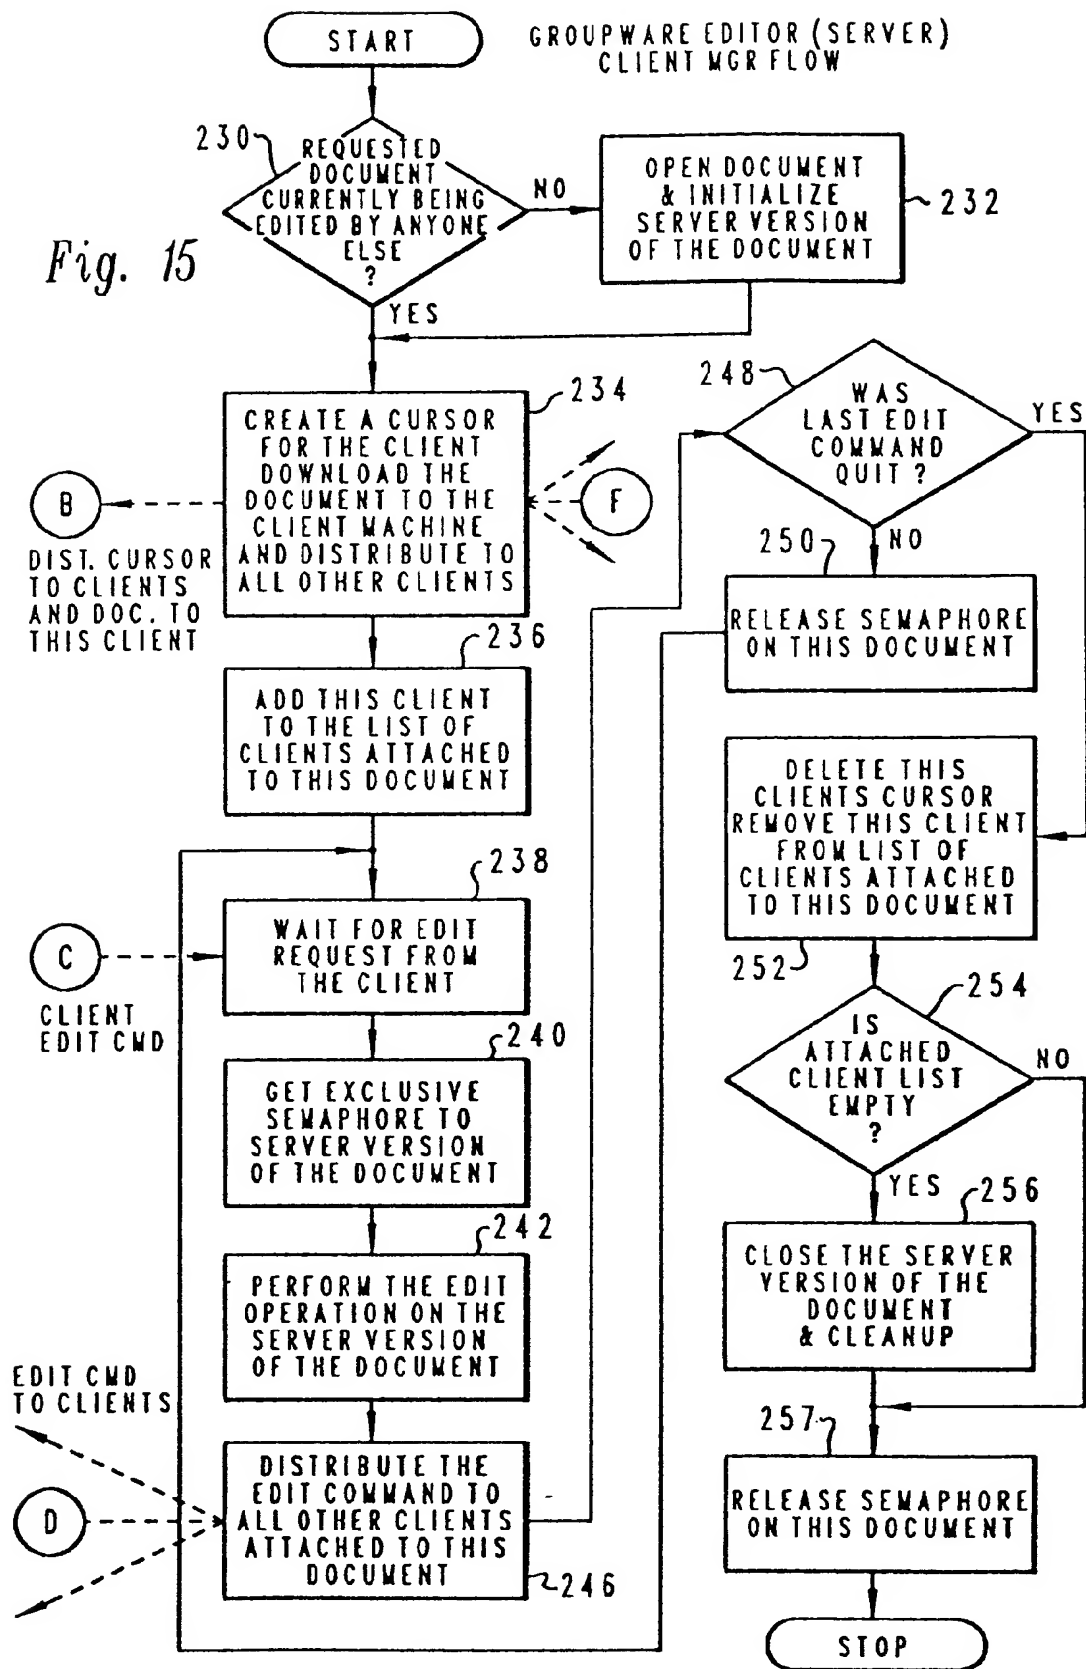 START
GROUPWARE EDITOR (SERVER)
CLIENT MGR FLOW
230
REQUESTED
DOCUMENT
CURRENTLY BEING
EDITED BY ANYONE
ELSE
?
NO
OPEN DOCUMENT
& INITIALIZE
SERVER VERSION
OF THE DOCUMENT
232
Fig. 15
YES
234
CREATE A CURSOR
FOR THE CLIENT
DOWNLOAD THE
DOCUMENT TO THE
CLIENT MACHINE
AND DISTRIBUTE TO
ALL OTHER CLIENTS
B
DIST. CURSOR
TO CLIENTS
AND DOC. TO
THIS CLIENT
F
236
ADD THIS CLIENT
TO THE LIST OF
CLIENTS ATTACHED
TO THIS DOCUMENT
238
WAIT FOR EDIT
REQUEST FROM
THE CLIENT
C
CLIENT
EDIT CMD
240
GET EXCLUSIVE
SEMAPHORE TO
SERVER VERSION
OF THE DOCUMENT
242
PERFORM THE EDIT
OPERATION ON THE
SERVER VERSION
OF THE DOCUMENT
EDIT CMD
TO CLIENTS
D
DISTRIBUTE THE
EDIT COMMAND TO
ALL OTHER CLIENTS
ATTACHED TO THIS
DOCUMENT
246
248
WAS
LAST EDIT
COMMAND
QUIT ?
YES
NO
250
RELEASE SEMAPHORE
ON THIS DOCUMENT
DELETE THIS
CLIENTS CURSOR
REMOVE THIS CLIENT
FROM LIST OF
CLIENTS ATTACHED
TO THIS DOCUMENT
252
254
IS
ATTACHED
CLIENT LIST
EMPTY
?
NO
YES
256
CLOSE THE SERVER
VERSION OF THE
DOCUMENT
& CLEANUP
257
RELEASE SEMAPHORE
ON THIS DOCUMENT
STOP